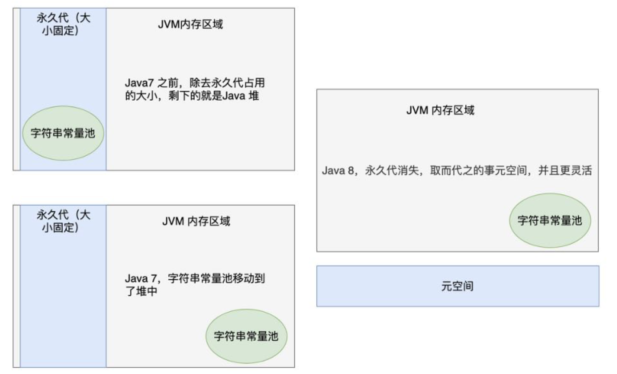 永久代（大
小固定）
JVM内存区域
Java7 之前，除去永久代占用
的大小，剩下的就是Java 堆
字符串常量池
永久代（大
小固定）
JVM 内存区域
Java 7，字符串常量池移动到
了堆中
字符串常量池
JVM 内存区域
Java 8，永久代消失，取而代之的事元空间，并且更灵活
字符串常量池
元空间